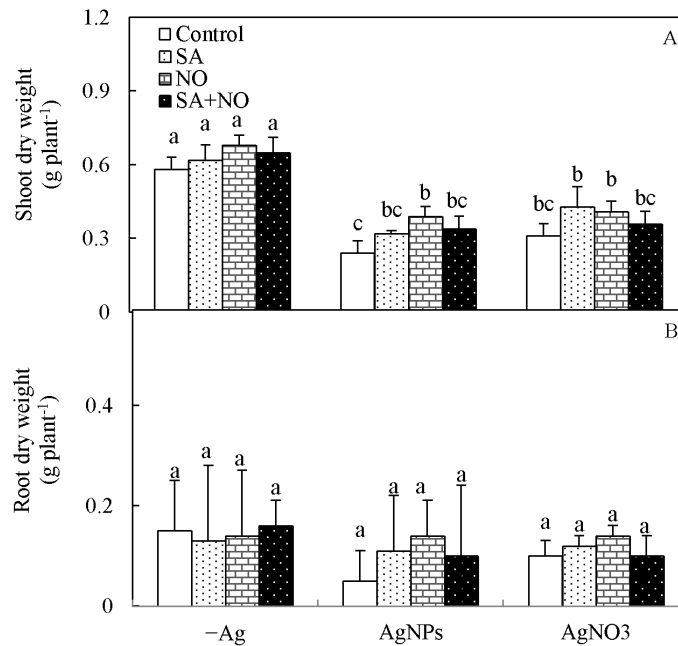 1.2
A
Control
SA
NO
SA+NO
0.9
0.6
0.3
0
Shoot dry weight
(g plant-1)
a a a a
c bc b bc
bc b b bc
B
0.4
0.2
0
Root dry weight
(g plant-1)
a a a a
a a a a
a a a a
−Ag AgNPs AgNO3